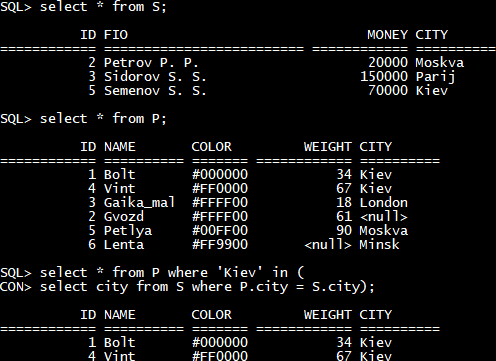 SQL> select * from S;
ID FIO MONEY CITY
============ ============================ ============ ==========
2 Petrov P. P. 20000 Moskva
3 Sidorov S. S. 150000 Parij
5 Semenov S. S. 70000 Kiev
SQL> select * from P;
ID NAME COLOR WEIGHT CITY
============ ========== ======= ============ ==========
1 Bolt #000000 34 Kiev
4 Vint #FF0000 67 Kiev
3 Gaika_mal #FFFF00 18 London
2 Gvozd #FFFF00 61 <null>
5 Petlya #00FF00 90 Moskva
6 Lenta #FF9900 <null> Minsk
SQL> select * from P where 'Kiev' in (
CON> select city from S where P.city = S.city);
ID NAME COLOR WEIGHT CITY
============ ========== ======= ============ ==========
1 Bolt #000000 34 Kiev
4 Vint #FF0000 67 Kiev